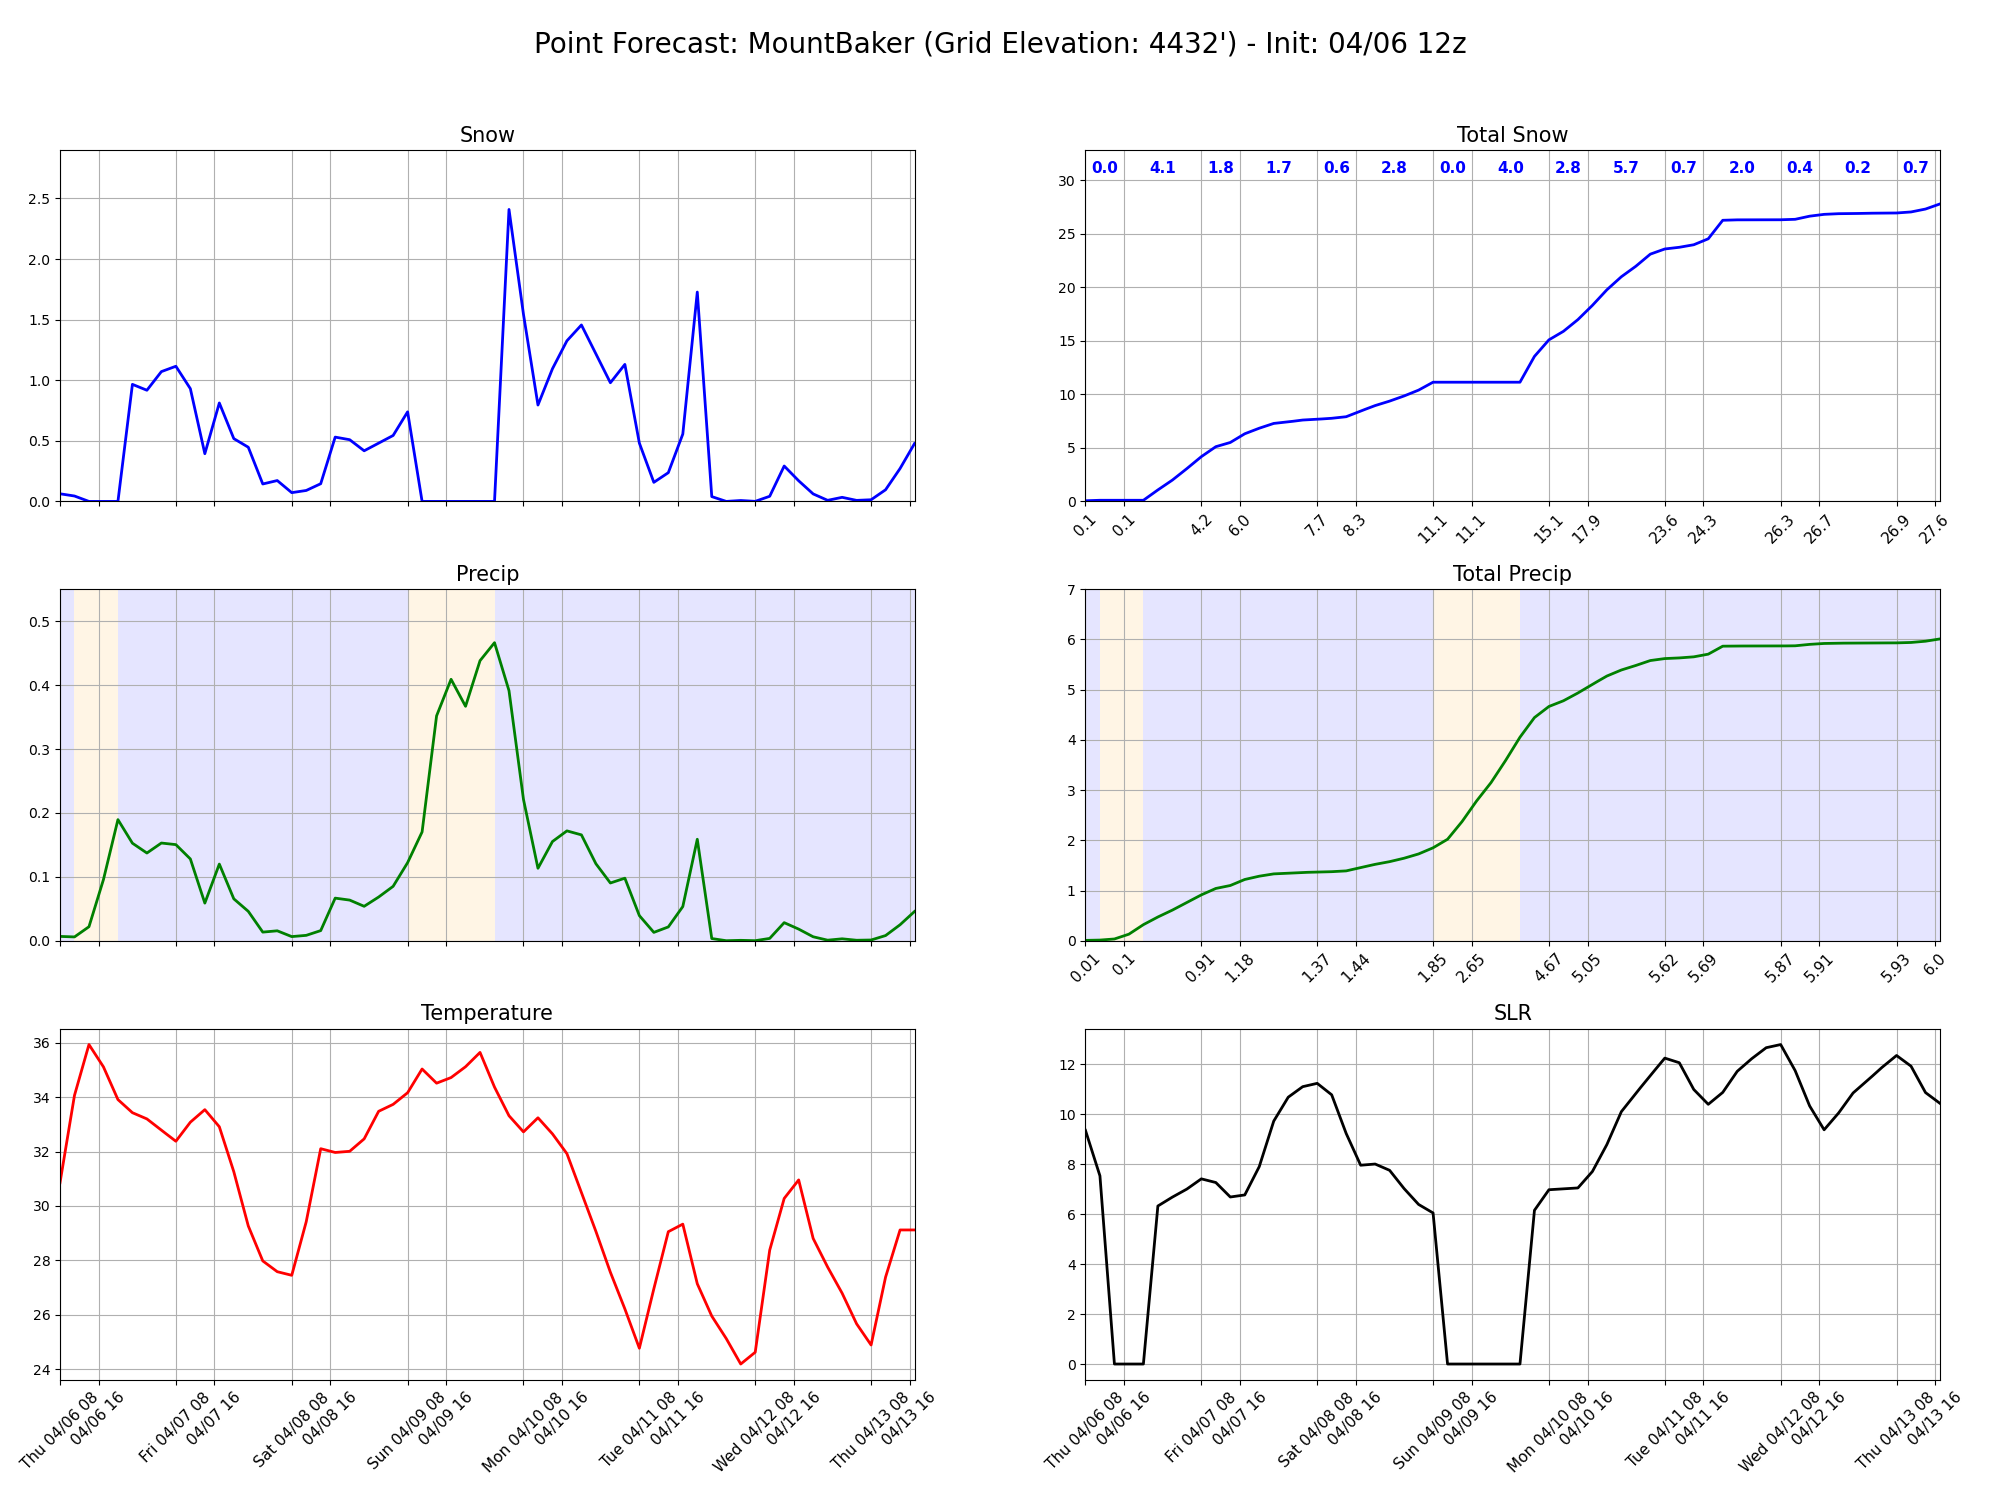 Point Forecast: MountBaker (Grid Elevation: 4432') - Init: 04/06 12z
Snow
2.5
2.0
1.5
1.0
0.5
0.0
Total Snow
0.0 4.1 1.8 1.7 0.6 2.8 0.0 4.0 2.8 5.7 0.7 2.0 0.4 0.2 0.7
30
25
20
15
10
5
0
0.1 0.1 4.2 6.0 7.7 8.3 11.1 11.1 15.1 17.9 23.6 24.3 26.3 26.7 26.9 27.6
Precip
0.5
0.4
0.3
0.2
0.1
0.0
Total Precip
7
6
5
4
3
2
1
0
0.01 0.1 0.91 1.18 1.37 1.44 1.85 2.65 4.67 5.05 5.62 5.69 5.87 5.91 5.93 6.0
Temperature
36
34
32
30
28
26
24
Thu 04/06 08
04/06 16
Fri 04/07 08
04/07 16
Sat 04/08 08
04/08 16
Sun 04/09 08
04/09 16
Mon 04/10 08
04/10 16
Tue 04/11 08
04/11 16
Wed 04/12 08
04/12 16
Thu 04/13 08
04/13 16
SLR
12
10
8
6
4
2
0
Thu 04/06 08
04/06 16
Fri 04/07 08
04/07 16
Sat 04/08 08
04/08 16
Sun 04/09 08
04/09 16
Mon 04/10 08
04/10 16
Tue 04/11 08
04/11 16
Wed 04/12 08
04/12 16
Thu 04/13 08
04/13 16